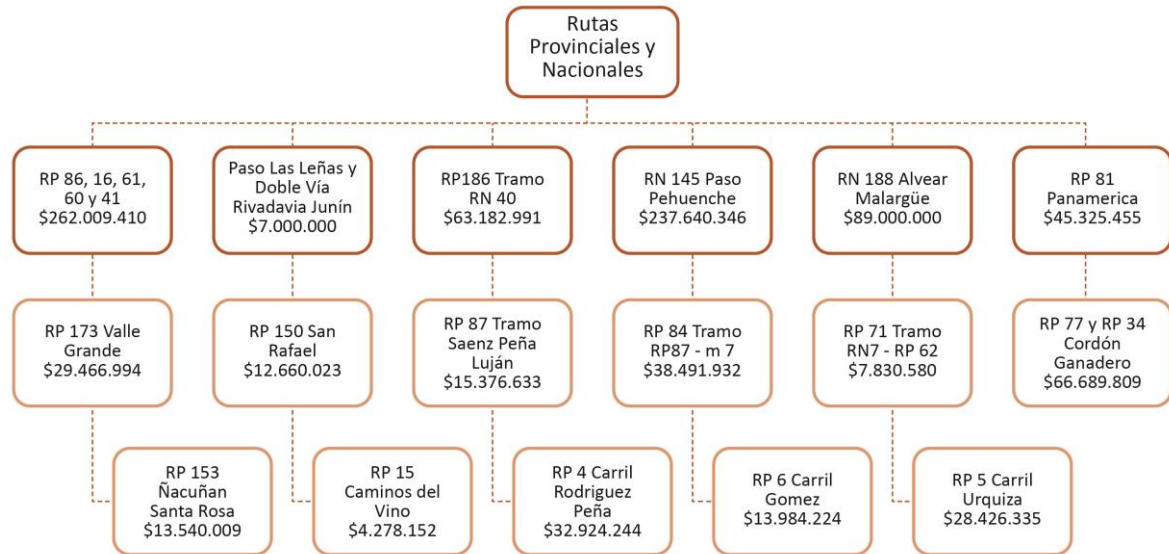 Rutas
Provinciales y
Nacionales
RP 86, 16, 61,
60 y 41
$262.009.410
Paso Las Leñas y
Doble Vía
Rivadavia Junín
$7.000.000
RP186 Tramo
RN 40
$63.182.991
RN 145 Paso
Pehuenche
$237.640.346
RN 188 Alvear
Malargüe
$89.000.000
RP 81
Panamerica
$45.325.455
RP 173 Valle
Grande
$29.466.994
RP 150 San
Rafael
$12.660.023
RP 87 Tramo
Saenz Peña
Luján
$15.376.633
RP 84 Tramo
RP87 - m 7
$38.491.932
RP 71 Tramo
RN7 - RP 62
$7.830.580
RP 77 y RP 34
Cordón
Ganadero
$66.689.809
RP 153
Ñacuñan
Santa Rosa
$13.540.009
RP 15
Caminos del
Vino
$4.278.152
RP 4 Carril
Rodriguez
Peña
$32.924.244
RP 6 Carril
Gomez
$13.984.224
RP 5 Carril
Urquiza
$28.426.335